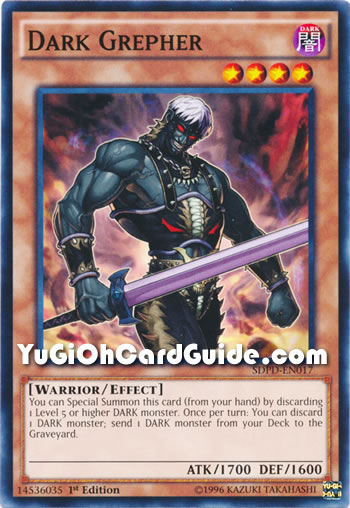 DARK GREPHER
DARK
闇
YuGiOhCardGuide.com
SDPD-EN017
[WARRIOR/EFFECT]
You can Special Summon this card (from your hand) by discarding
1 Level 5 or higher DARK monster. Once per turn: You can discard
1 DARK monster; send 1 DARK monster from your Deck to the
Graveyard.
ATK/1700 DEF/1600
14536035 1st Edition ©1996 KAZUKI TAKAHASHI